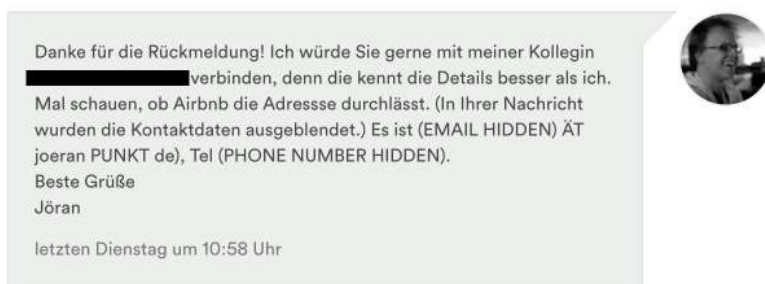 Danke für die Rückmeldung! Ich würde Sie gerne mit meiner Kollegin
verbinden, denn die kennt die Details besser als ich.
Mal schauen, ob Airbnb die Adressse durchlässt. (In Ihrer Nachricht
wurden die Kontaktdaten ausgeblendet.) Es ist (EMAIL HIDDEN) ÄT
joeran PUNKT de), Tel (PHONE NUMBER HIDDEN).
Beste Grüße
Jöran
letzten Dienstag um 10:58 Uhr